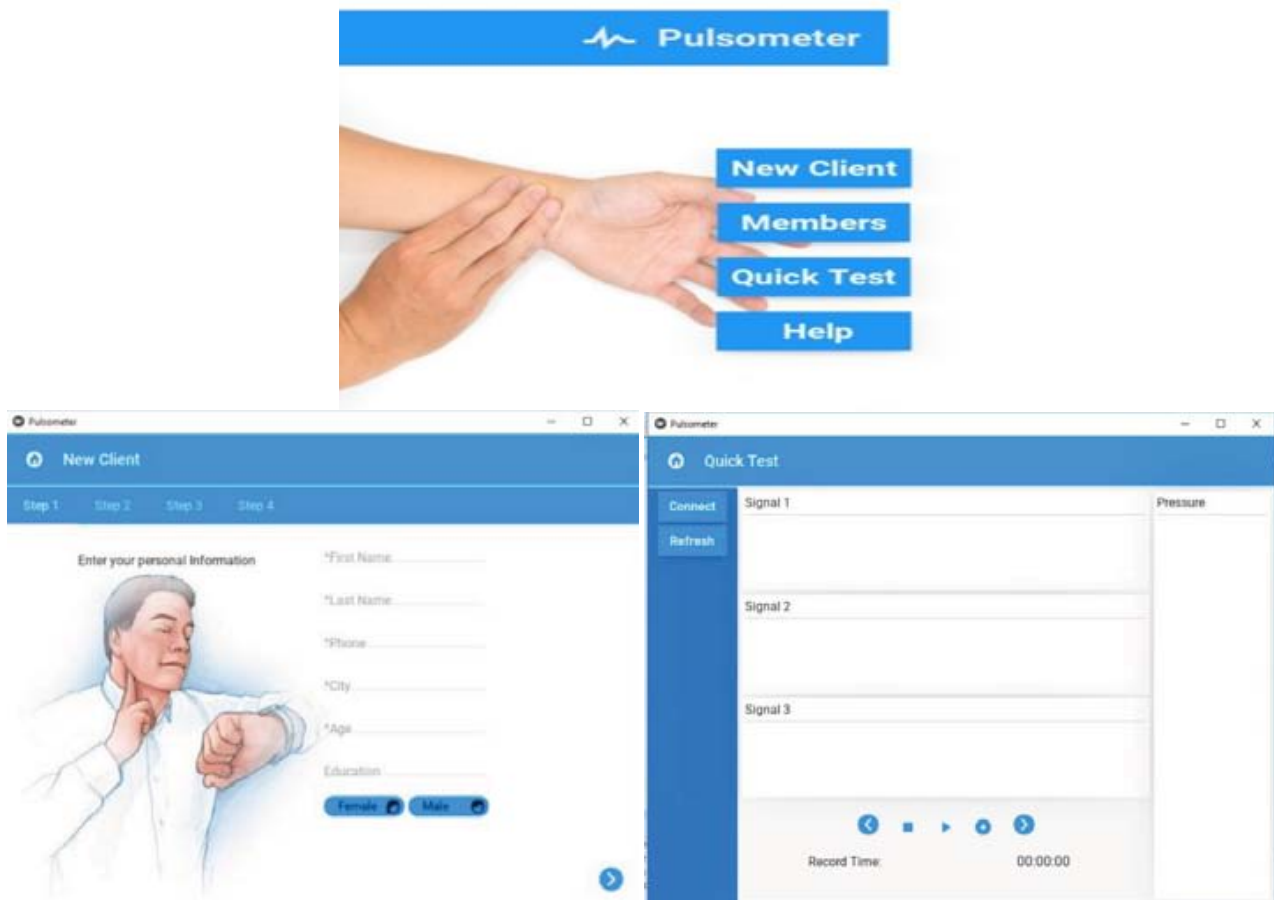 Pulsometer
New Client
Members
Quick Test
Help
Pulsometer
New Client
Step 1 Step 2 Step 3 Step 4
Enter your personal Information
*First Name
*Last Name
*Phone
*City
*Age
Education
Female Male
Pulsometer
Quick Test
Connect
Refresh
Signal 1
Signal 2
Signal 3
Pressure
Record Time: 00:00:00